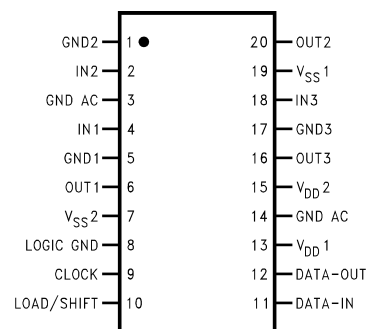 GND2 1 20 OUT2
IN2 2 19 VSS1
GND AC 3 18 IN3
IN1 4 17 GND3
GND1 5 16 OUT3
OUT1 6 15 VDD2
VSS2 7 14 GND AC
LOGIC GND 8 13 VDD1
CLOCK 9 12 DATA-OUT
LOAD/SHIFT 10 11 DATA-IN